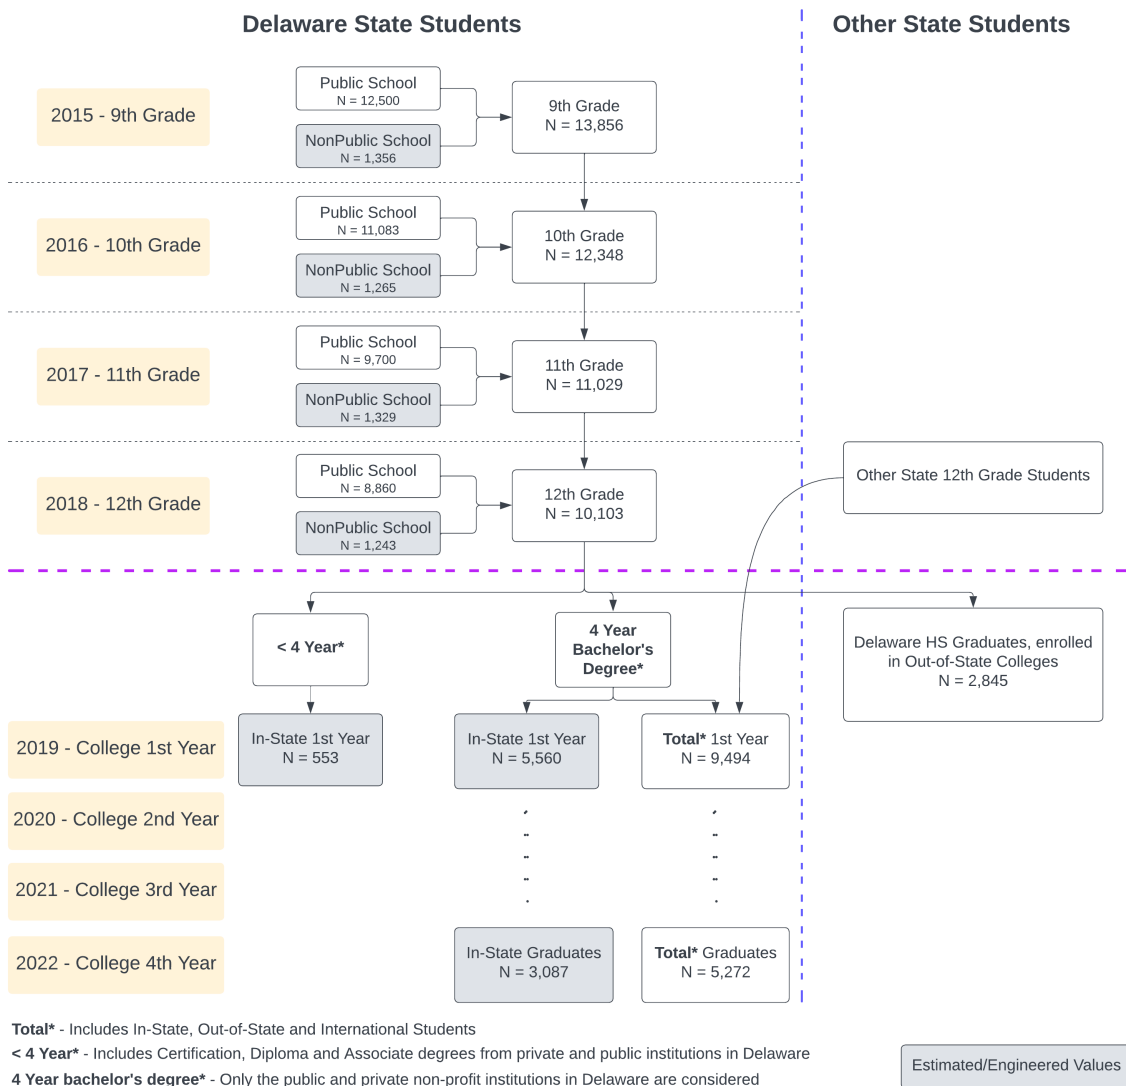 Delaware State Students
Other State Students
2015 - 9th Grade
Public School
N = 12,500
NonPublic School
N = 1,356
9th Grade
N = 13,856
2016 - 10th Grade
Public School
N = 11,083
NonPublic School
N = 1,265
10th Grade
N = 12,348
2017 - 11th Grade
Public School
N = 9,700
NonPublic School
N = 1,329
11th Grade
N = 11,029
2018 - 12th Grade
Public School
N = 8,860
NonPublic School
N = 1,243
12th Grade
N = 10,103
Other State 12th Grade Students
< 4 Year*
4 Year
Bachelor's
Degree*
Delaware HS Graduates, enrolled
in Out-of-State Colleges
N = 2,845
2019 - College 1st Year
In-State 1st Year
N = 553
In-State 1st Year
N = 5,560
Total* 1st Year
N = 9,494
2020 - College 2nd Year
2021 - College 3rd Year
2022 - College 4th Year
In-State Graduates
N = 3,087
Total* Graduates
N = 5,272
Total* - Includes In-State, Out-of-State and International Students
< 4 Year* - Includes Certification, Diploma and Associate degrees from private and public institutions in Delaware
4 Year bachelor's degree* - Only the public and private non-profit institutions in Delaware are considered
Estimated/Engineered Values